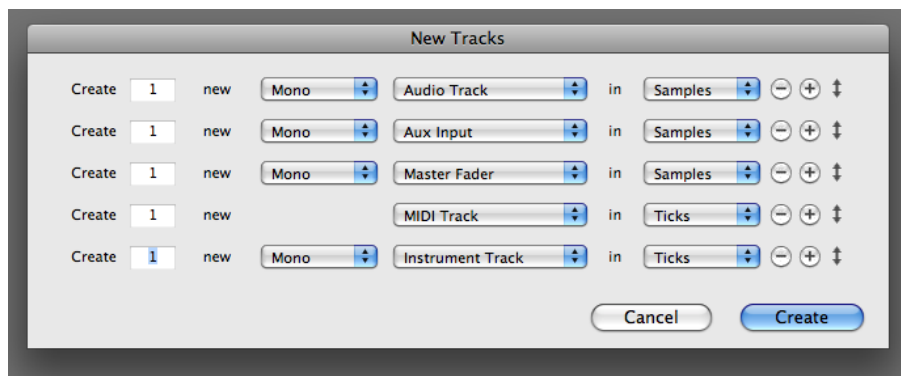 New Tracks
Create 1 new Mono Audio Track in Samples
Create 1 new Mono Aux Input in Samples
Create 1 new Mono Master Fader in Samples
Create 1 new MIDI Track in Ticks
Create 1 new Mono Instrument Track in Ticks
Cancel Create